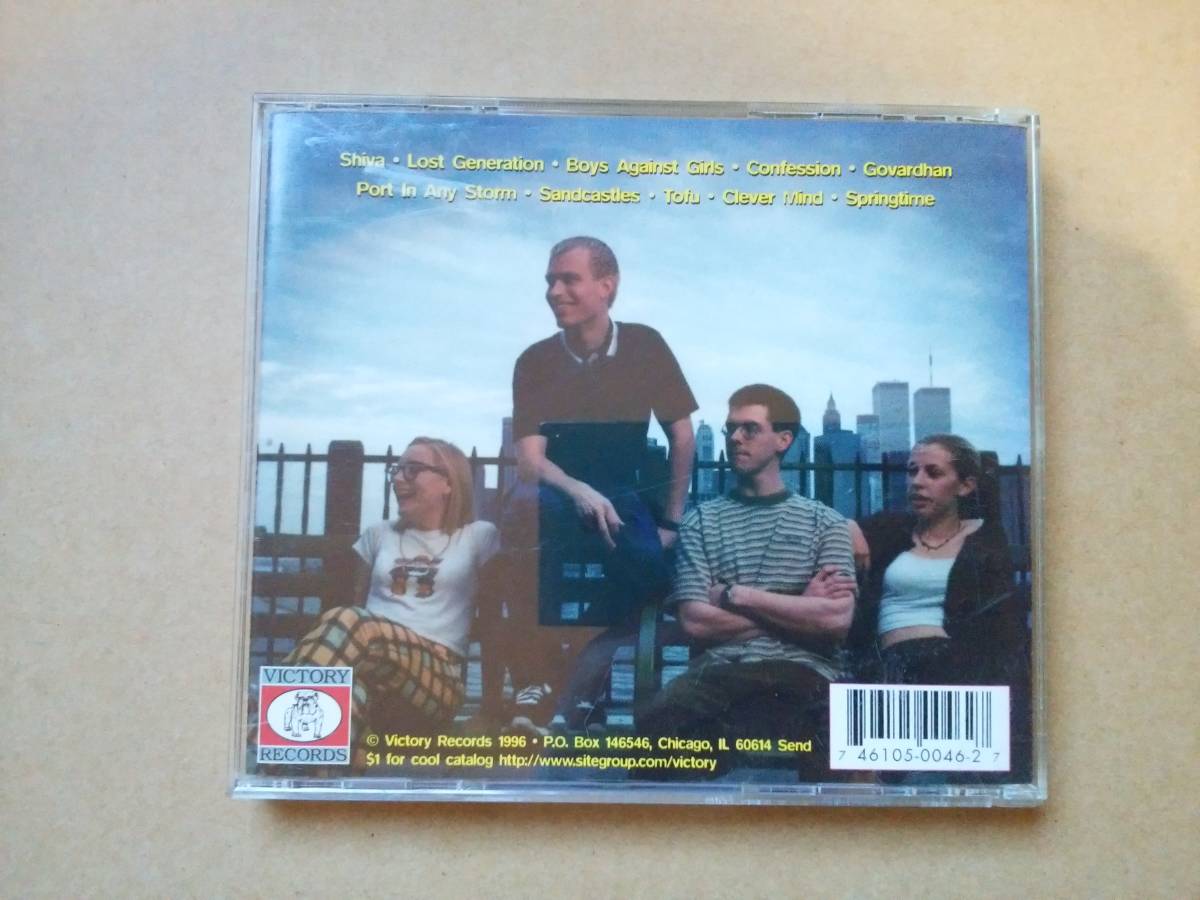 Shiva • Lost Generation • Boys Against Girls • Confession • Govardhan
Port In Any Storm • Sandcastles • Tofu • Clever Mind • Springtime
VICTORY
RECORDS
© Victory Records 1996 • P.O. Box 146546, Chicago, IL 60614 Send
$1 for cool catalog http://www.sitegroup.com/victory
7 46105-0046-2 7